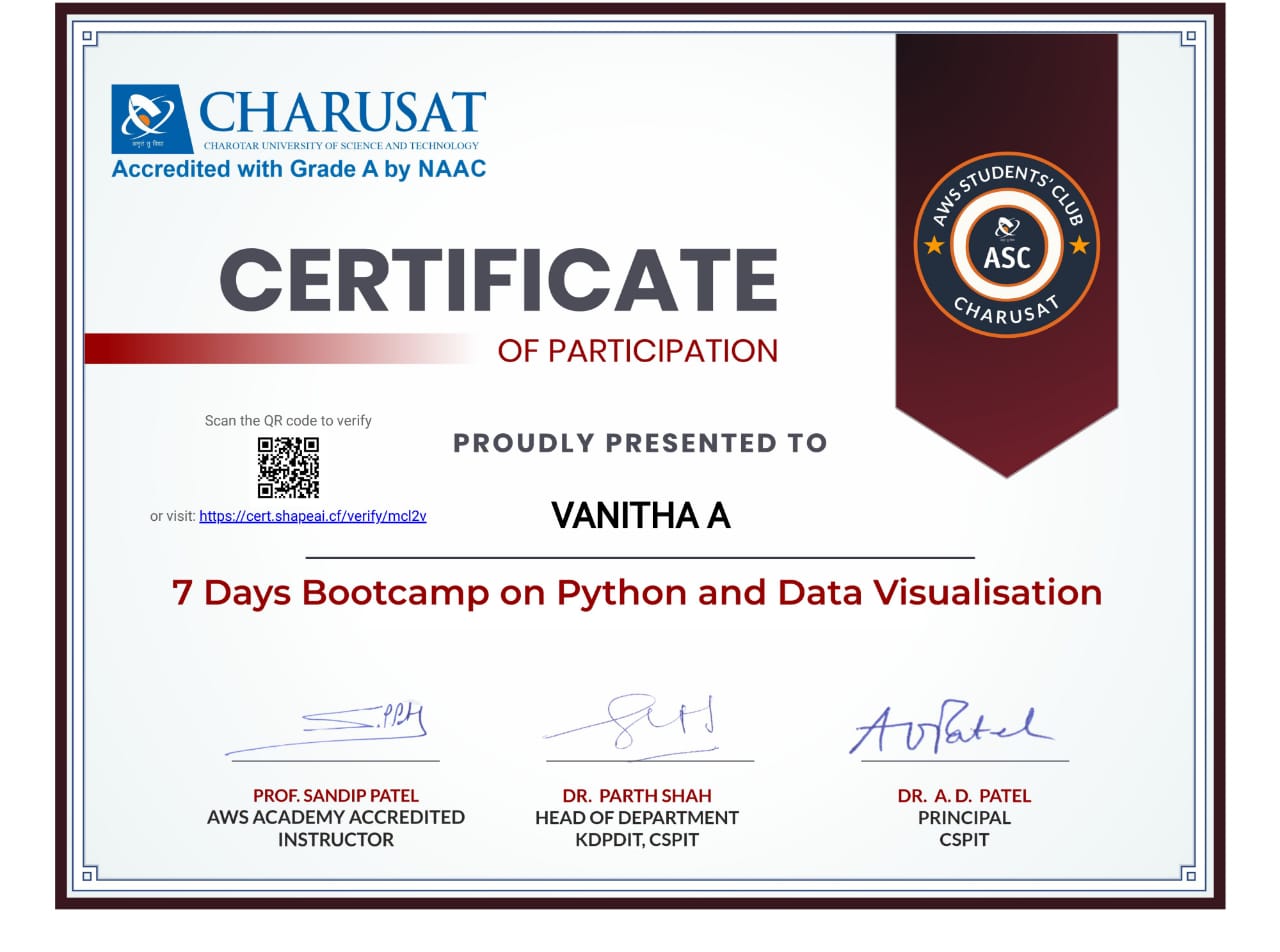 CHARUSAT
CHAROTAR UNIVERSITY OF SCIENCE AND TECHNOLOGY
Accredited with Grade A by NAAC
AWS STUDENTS' CLUB
ASC
CHARUSAT
CERTIFICATE
OF PARTICIPATION
Scan the QR code to verify
or visit: https://cert.shapeai.cf/verify/mcl2v
PROUDLY PRESENTED TO
VANITHA A
7 Days Bootcamp on Python and Data Visualisation
A D Patel
PROF. SANDIP PATEL
AWS ACADEMY ACCREDITED
INSTRUCTOR
DR. PARTH SHAH
HEAD OF DEPARTMENT
KDPDIT, CSPIT
DR. A. D. PATEL
PRINCIPAL
CSPIT